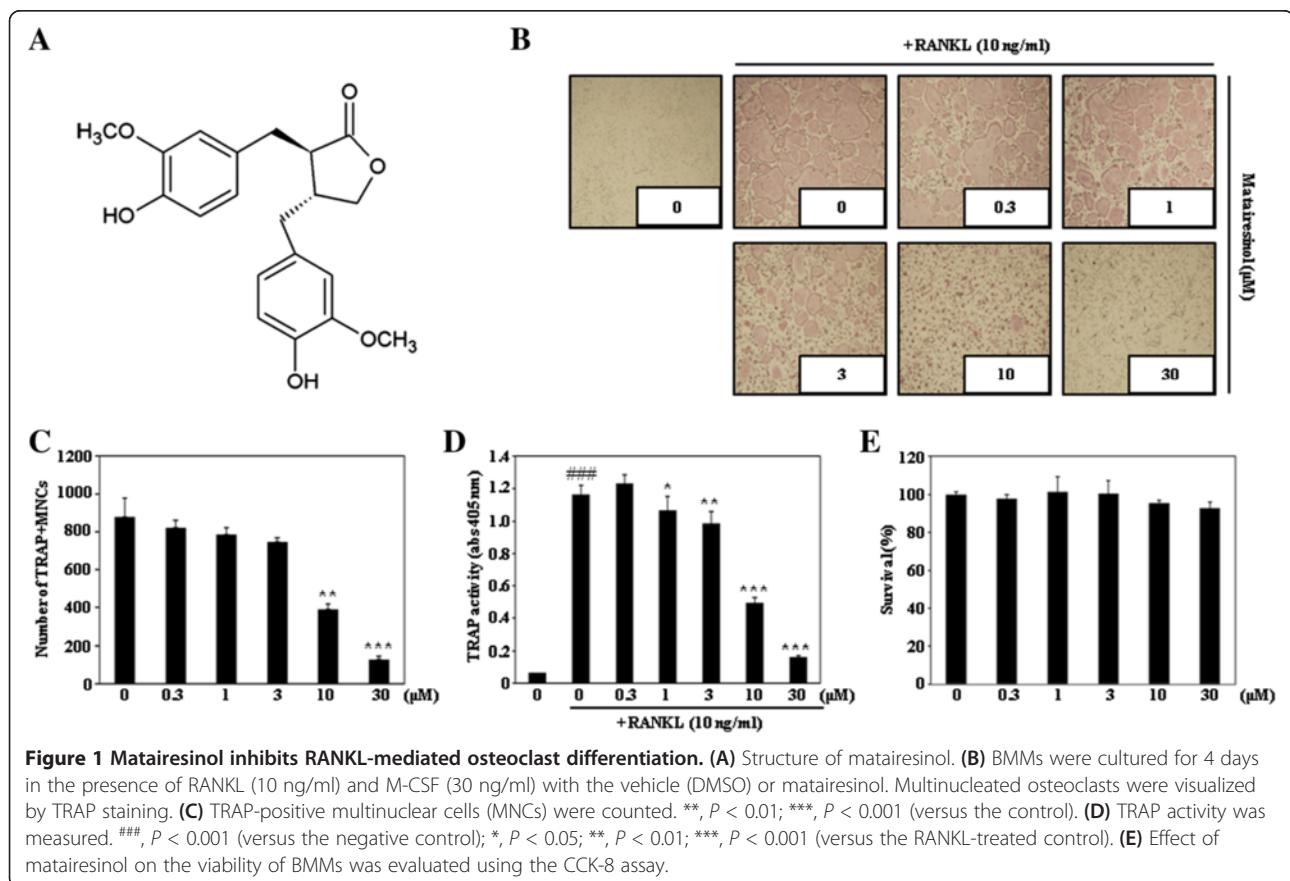 A
O
H₃CO
O
HO
OCH₃
OH
B
+RANKL (10 ng/ml)
0
0
0.3
1
3
10
30
Matairesinol (μM)
C
Number of TRAP+MNCs
1200
1000
800
600
400
200
0
**
***
0 0.3 1 3 10 30 (μM)
D
TRAP activity (abs405nm)
1.4
1.2
1.0
0.8
0.6
0.4
0.2
0
###
*
**
***
***
0 0 0.3 1 3 10 30
+RANKL (10 ng/ml)
E
Survival(%)
120
100
80
60
40
20
0
0 0.3 1 3 10 30 (μM)
Figure 1 Matairesinol inhibits RANKL-mediated osteoclast differentiation. (A) Structure of matairesinol. (B) BMMs were cultured for 4 days
in the presence of RANKL (10 ng/ml) and M-CSF (30 ng/ml) with the vehicle (DMSO) or matairesinol. Multinucleated osteoclasts were visualized
by TRAP staining. (C) TRAP-positive multinuclear cells (MNCs) were counted. **, P < 0.01; ***, P < 0.001 (versus the control). (D) TRAP activity was
measured. ###, P < 0.001 (versus the negative control); *, P < 0.05; **, P < 0.01; ***, P < 0.001 (versus the RANKL-treated control). (E) Effect of
matairesinol on the viability of BMMs was evaluated using the CCK-8 assay.